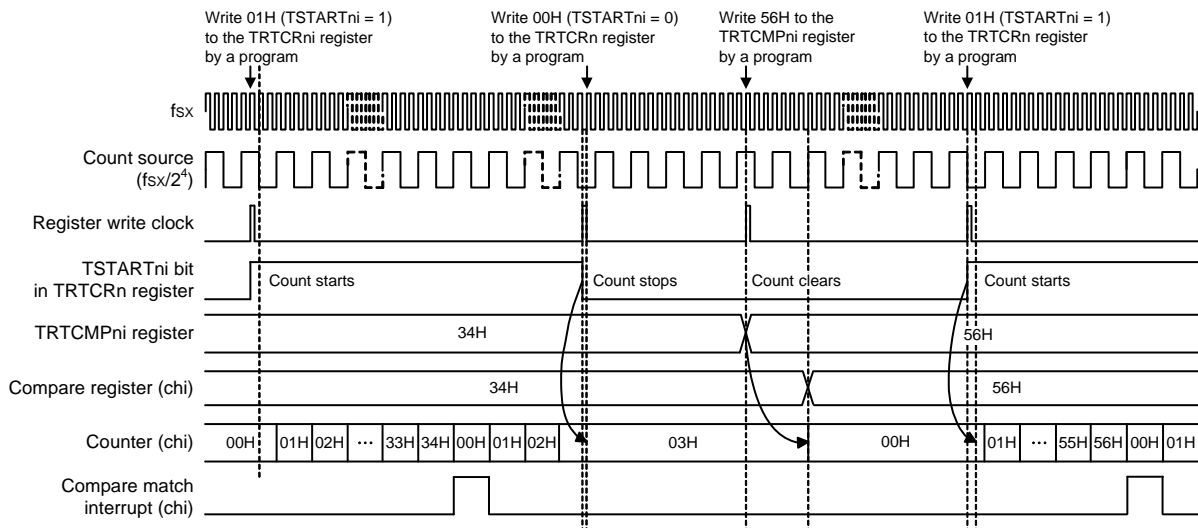 Write 01H (TSTARTni = 1)
to the TRTCRni register
by a program
Write 00H (TSTARTni = 0)
to the TRTCRn register
by a program
Write 56H to the
TRTCMPni register
by a program
Write 01H (TSTARTni = 1)
to the TRTCRn register
by a program
fSX
Count source
(fSX/2⁴)
Register write clock
TSTARTni bit
in TRTCRn register
Count starts
Count stops
Count clears
Count starts
TRTCMPni register
34H
56H
Compare register (chi)
34H
56H
Counter (chi)
00H 01H 02H ... 33H 34H 00H 01H 02H 03H 00H 01H ... 55H 56H 00H 01H
Compare match
interrupt (chi)